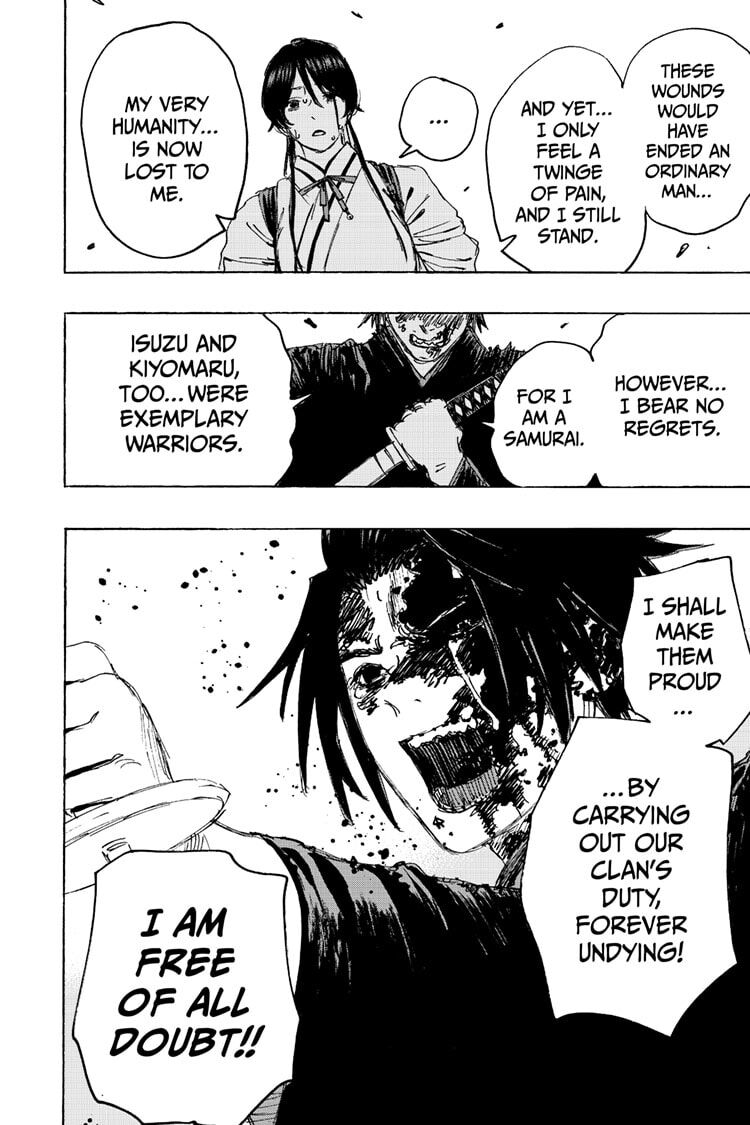 THESE
WOUNDS
WOULD
HAVE
ENDED AN
ORDINARY
MAN...
AND YET...
I ONLY
FEEL A
TWINGE
OF PAIN,
AND I STILL
STAND.
...
MY VERY
HUMANITY...
IS NOW
LOST TO
ME.
HOWEVER...
I BEAR NO
REGRETS.
FOR I
AM A
SAMURAI.
ISUZU AND
KIYOMARU,
TOO...WERE
EXEMPLARY
WARRIORS.
I SHALL
MAKE
THEM
PROUD
...
...BY
CARRYING
OUT OUR
CLAN'S
DUTY,
FOREVER
UNDYING!
I AM
FREE
OF ALL
DOUBT!!